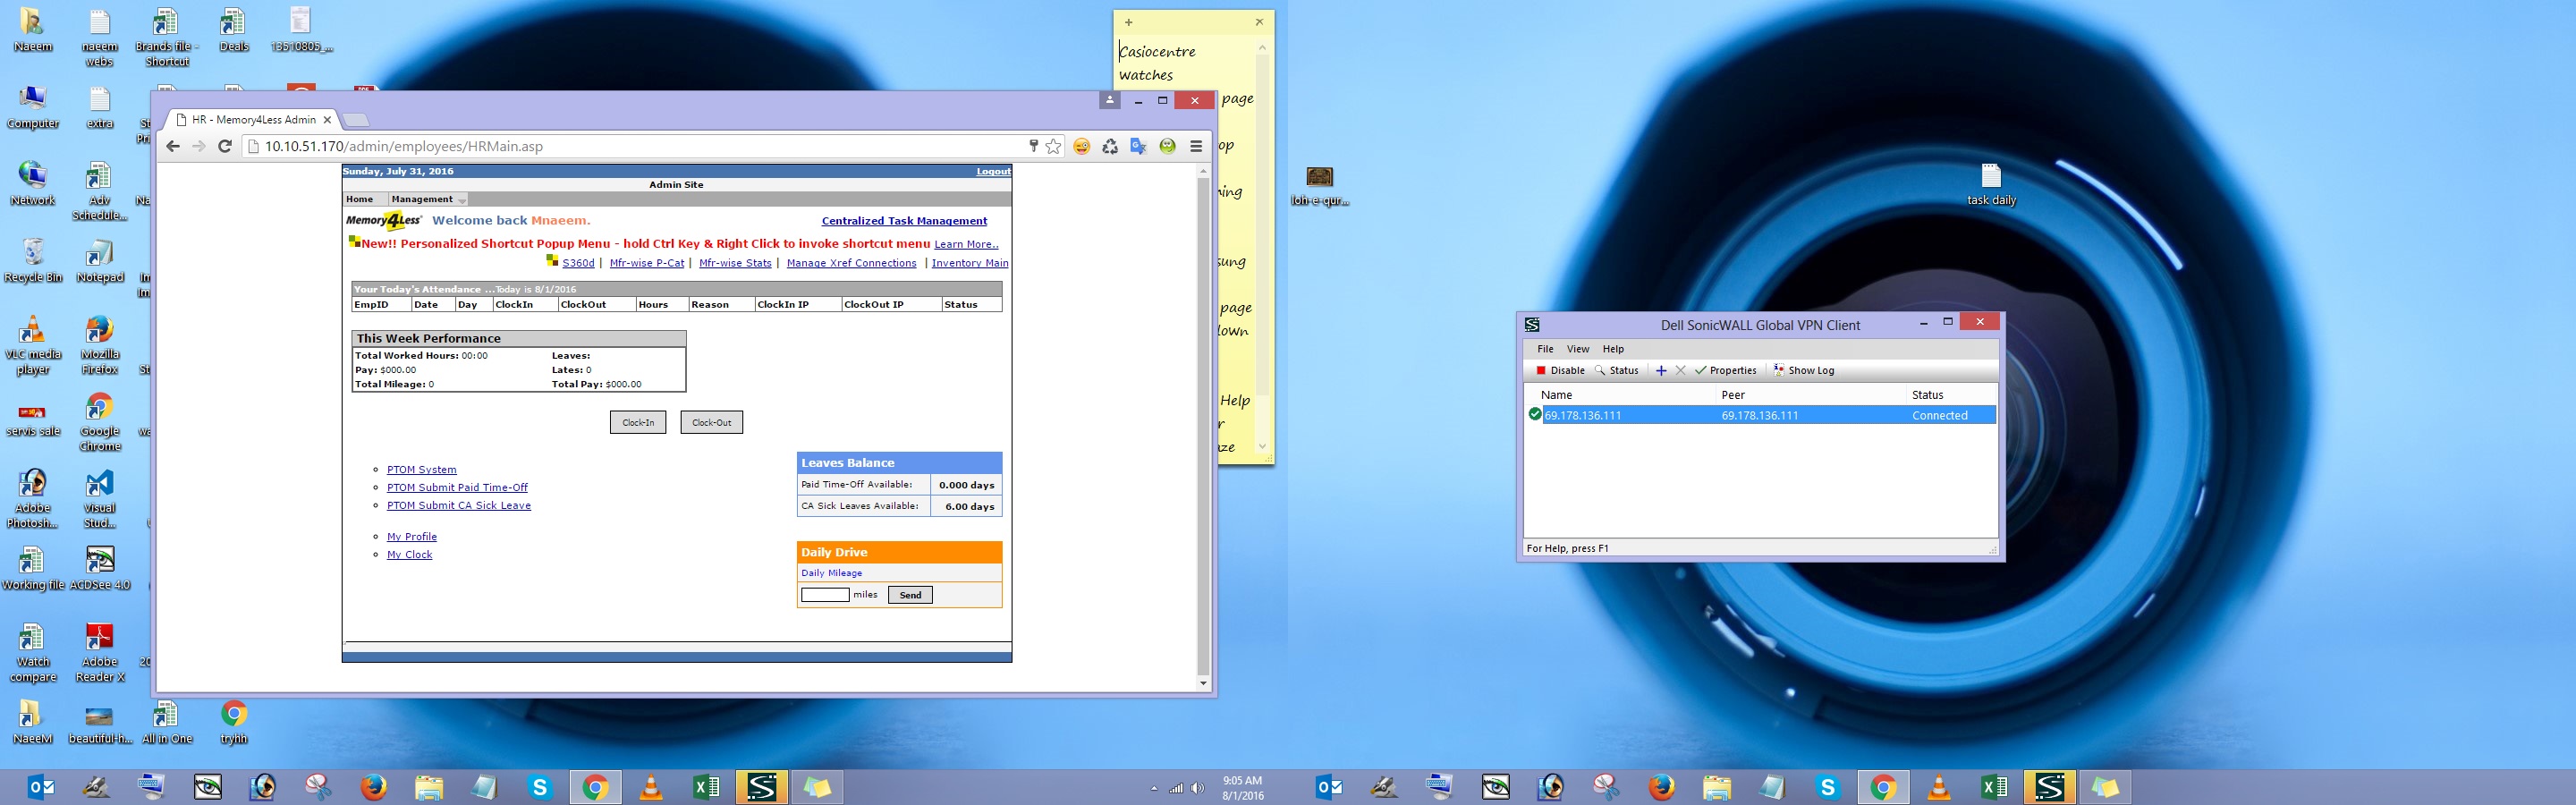 Naeem
naeem webs
Brands file - Shortcut
Deals
13510805_...
Computer
extra
Network
Adv Schedule...
Recycle Bin
Notepad
VLC media player
Mozilla Firefox
servis sale
Google Chrome
Adobe Photosh...
Visual Stud...
Working file
ACDSee 4.0
Watch compare
Adobe Reader X
NaeeM
beautiful-h...
All in One
tryhh
Casiocentre
Watches
page
Help
HR - Memory4Less Admin
10.10.51.170/admin/employees/HRMain.asp
Sunday, July 31, 2016
Logout
Admin Site
Home
Management
Memory4Less
Welcome back Mnaeem.
Centralized Task Management
New!! Personalized Shortcut Popup Menu - hold Ctrl Key & Right Click to invoke shortcut menu Learn More..
S360d | Mfr-wise P-Cat | Mfr-wise Stats | Manage Xref Connections | Inventory Main
Your Today's Attendance ...Today is 8/1/2016
EmpID Date Day ClockIn ClockOut Hours Reason ClockIn IP ClockOut IP Status
This Week Performance
Total Worked Hours: 00:00 Leaves:
Pay: $000.00 Lates: 0
Total Mileage: 0 Total Pay: $000.00
Clock-In Clock-Out
PTOM System
PTOM Submit Paid Time-Off
PTOM Submit CA Sick Leave
My Profile
My Clock
Leaves Balance
Paid Time-Off Available: 0.000 days
CA Sick Leaves Available: 6.00 days
Daily Drive
Daily Mileage
miles Send
loh-e-qur...
task daily
Dell SonicWALL Global VPN Client
File View Help
Disable Status Properties Show Log
Name Peer Status
69.178.136.111 69.178.136.111 Connected
For Help, press F1
9:05 AM
8/1/2016